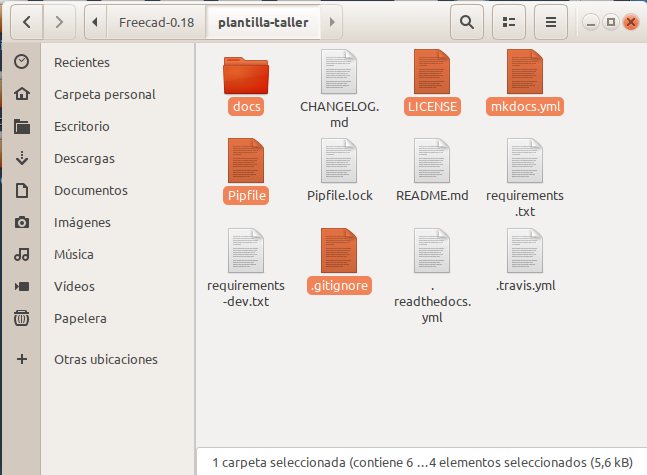 Freecad-0.18
plantilla-taller
Recientes
Carpeta personal
Escritorio
Descargas
Documentos
Imágenes
Música
Vídeos
Papelera
Otras ubicaciones
docs
CHANGELOG.
md
LICENSE
mkdocs.yml
Pipfile
Pipfile.lock
README.md
requirements
.txt
requirements
-dev.txt
.gitignore
.
readthedocs.
yml
.travis.yml
1 carpeta seleccionada (contiene 6 …4 elementos seleccionados (5,6 kB)